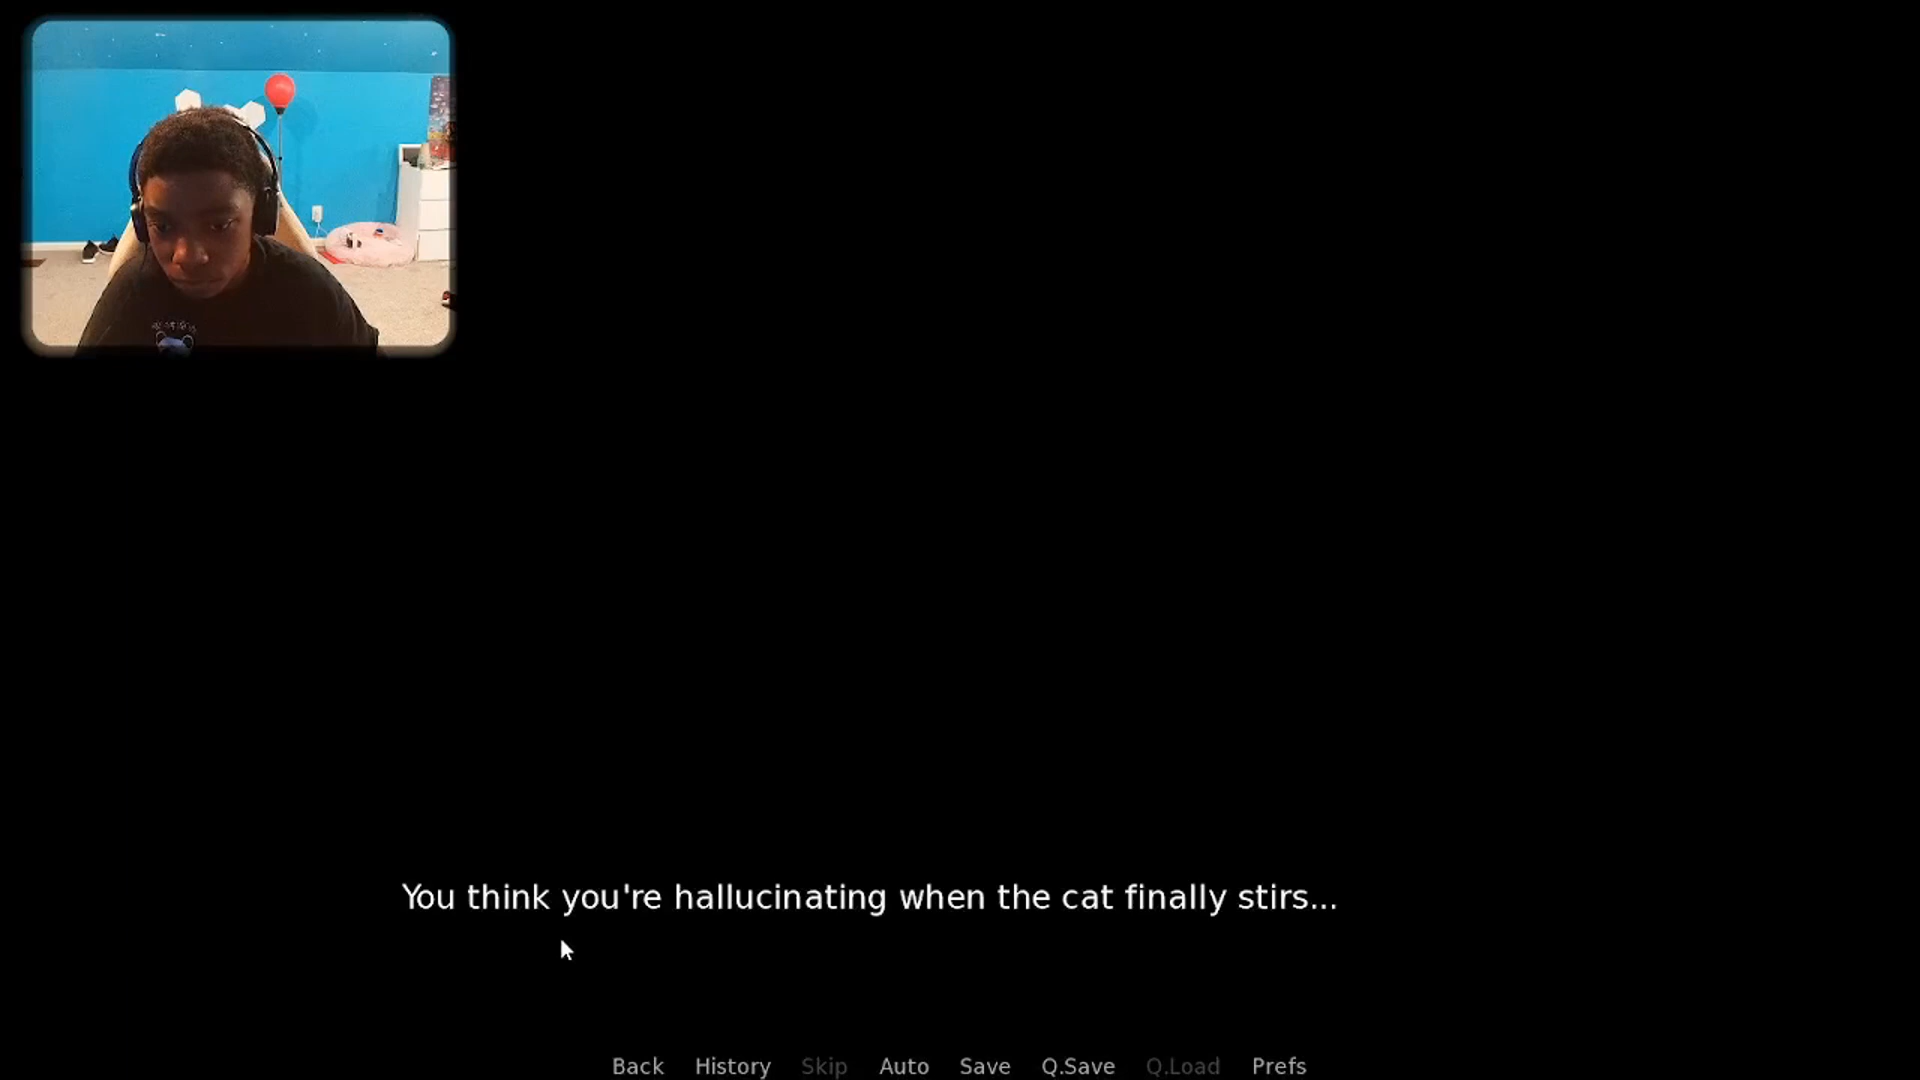 You think you're hallucinating when the cat finally stirs...
Back History Skip Auto Save Q.Save Q.Load Prefs